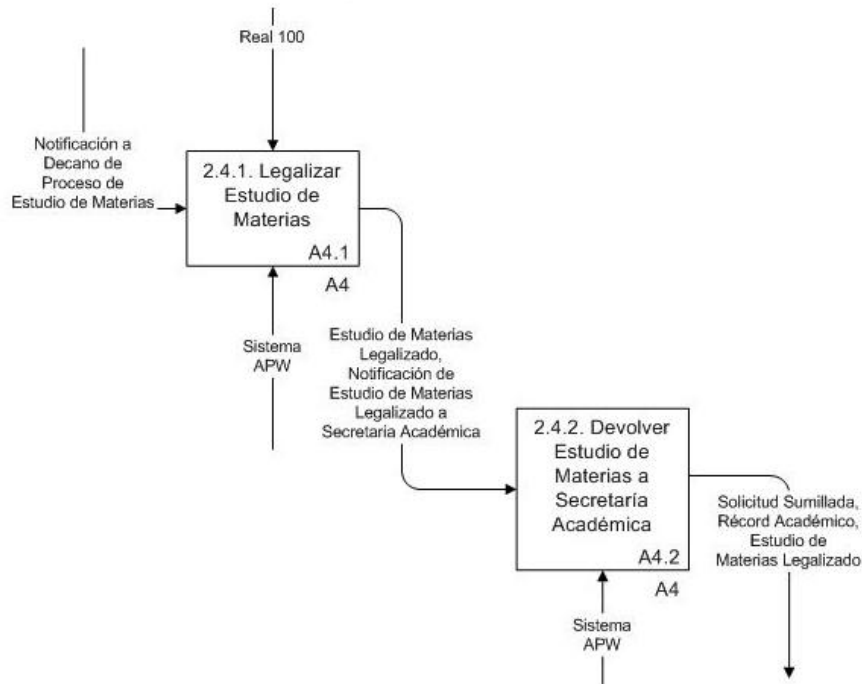 Real 100
Notificación a
Decano de
Proceso de
Estudio de Materias
2.4.1. Legalizar
Estudio de
Materias
A4.1
A4
Sistema
APW
Estudio de Materias
Legalizado,
Notificación de
Estudio de Materias
Legalizado a
Secretaria Académica
2.4.2. Devolver
Estudio de
Materias a
Secretaría
Académica
A4.2
A4
Solicitud Sumillada,
Récord Académico,
Estudio de
Materias Legalizado
Sistema
APW